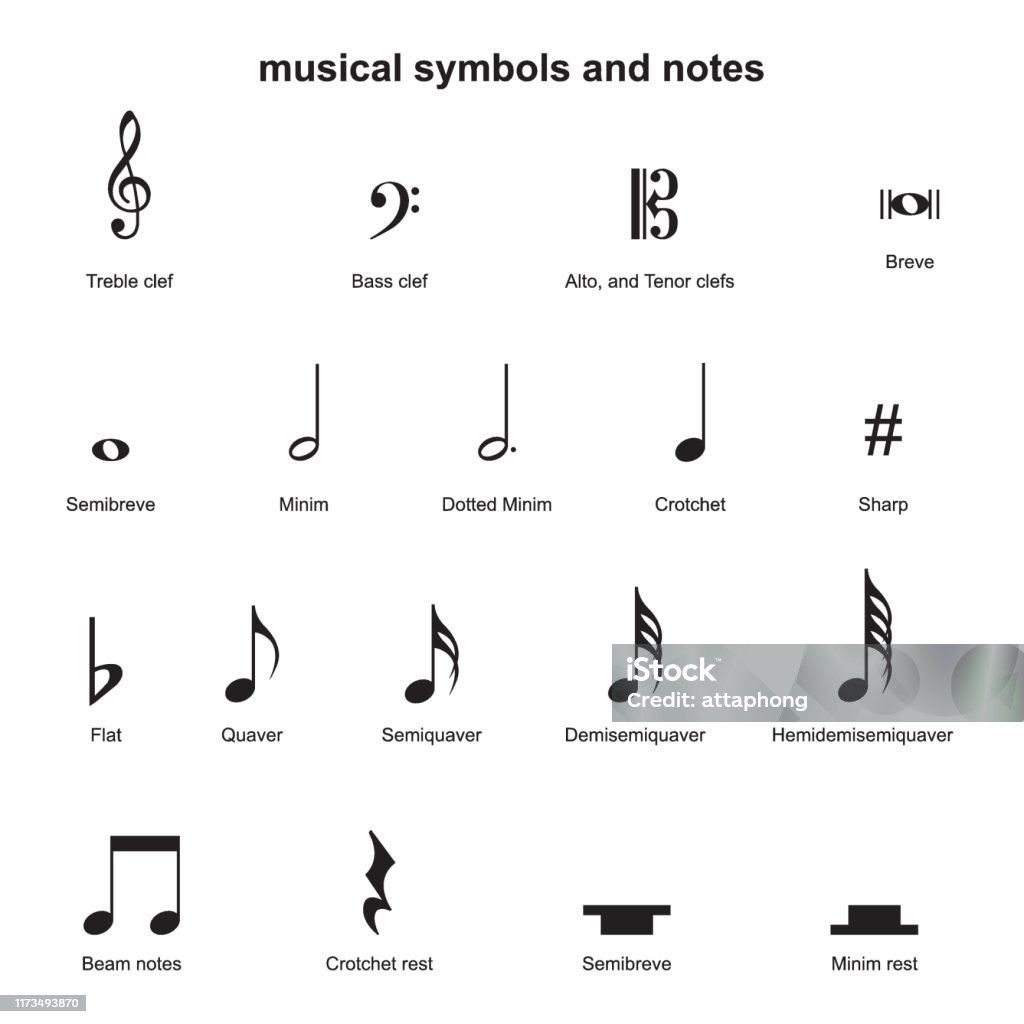 musical symbols and notes
Treble clef
Bass clef
Alto, and Tenor clefs
Breve
Semibreve
Minim
Dotted Minim
Crotchet
Sharp
Flat
Quaver
Semiquaver
Demisemiquaver
Hemidemisemiquaver
iStock™
Credit: attaphong
Beam notes
Crotchet rest
Semibreve
Minim rest
1173493870